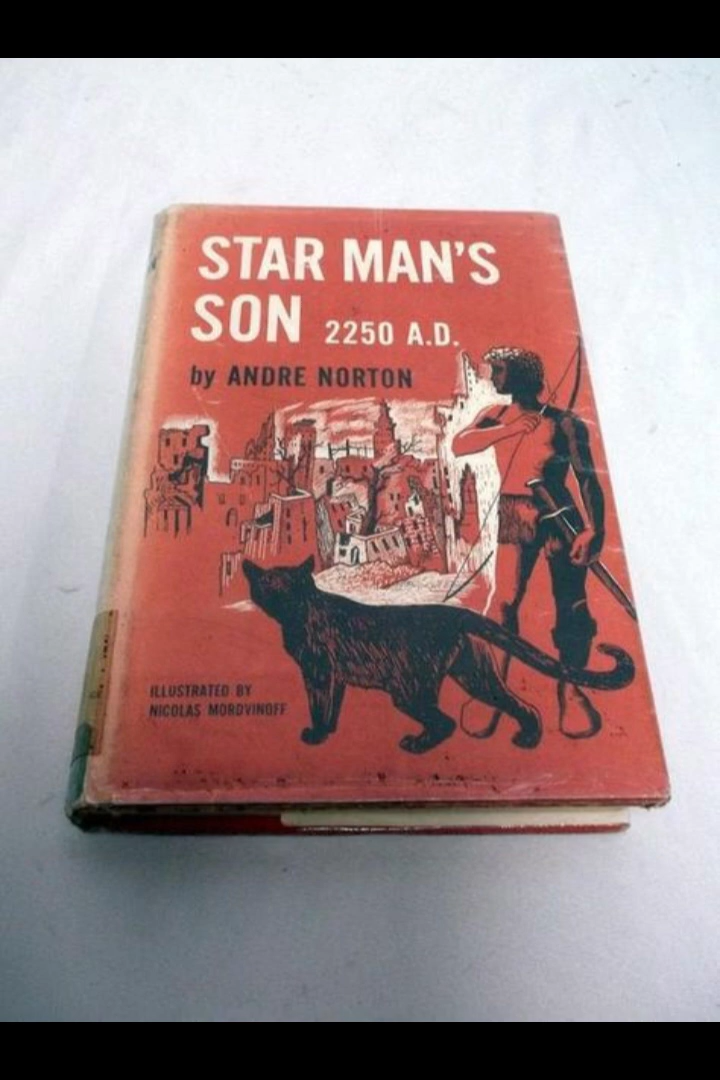 STAR MAN'S
SON 2250 A.D.
by ANDRE NORTON
ILLUSTRATED BY
NICOLAS MORDVINOFF